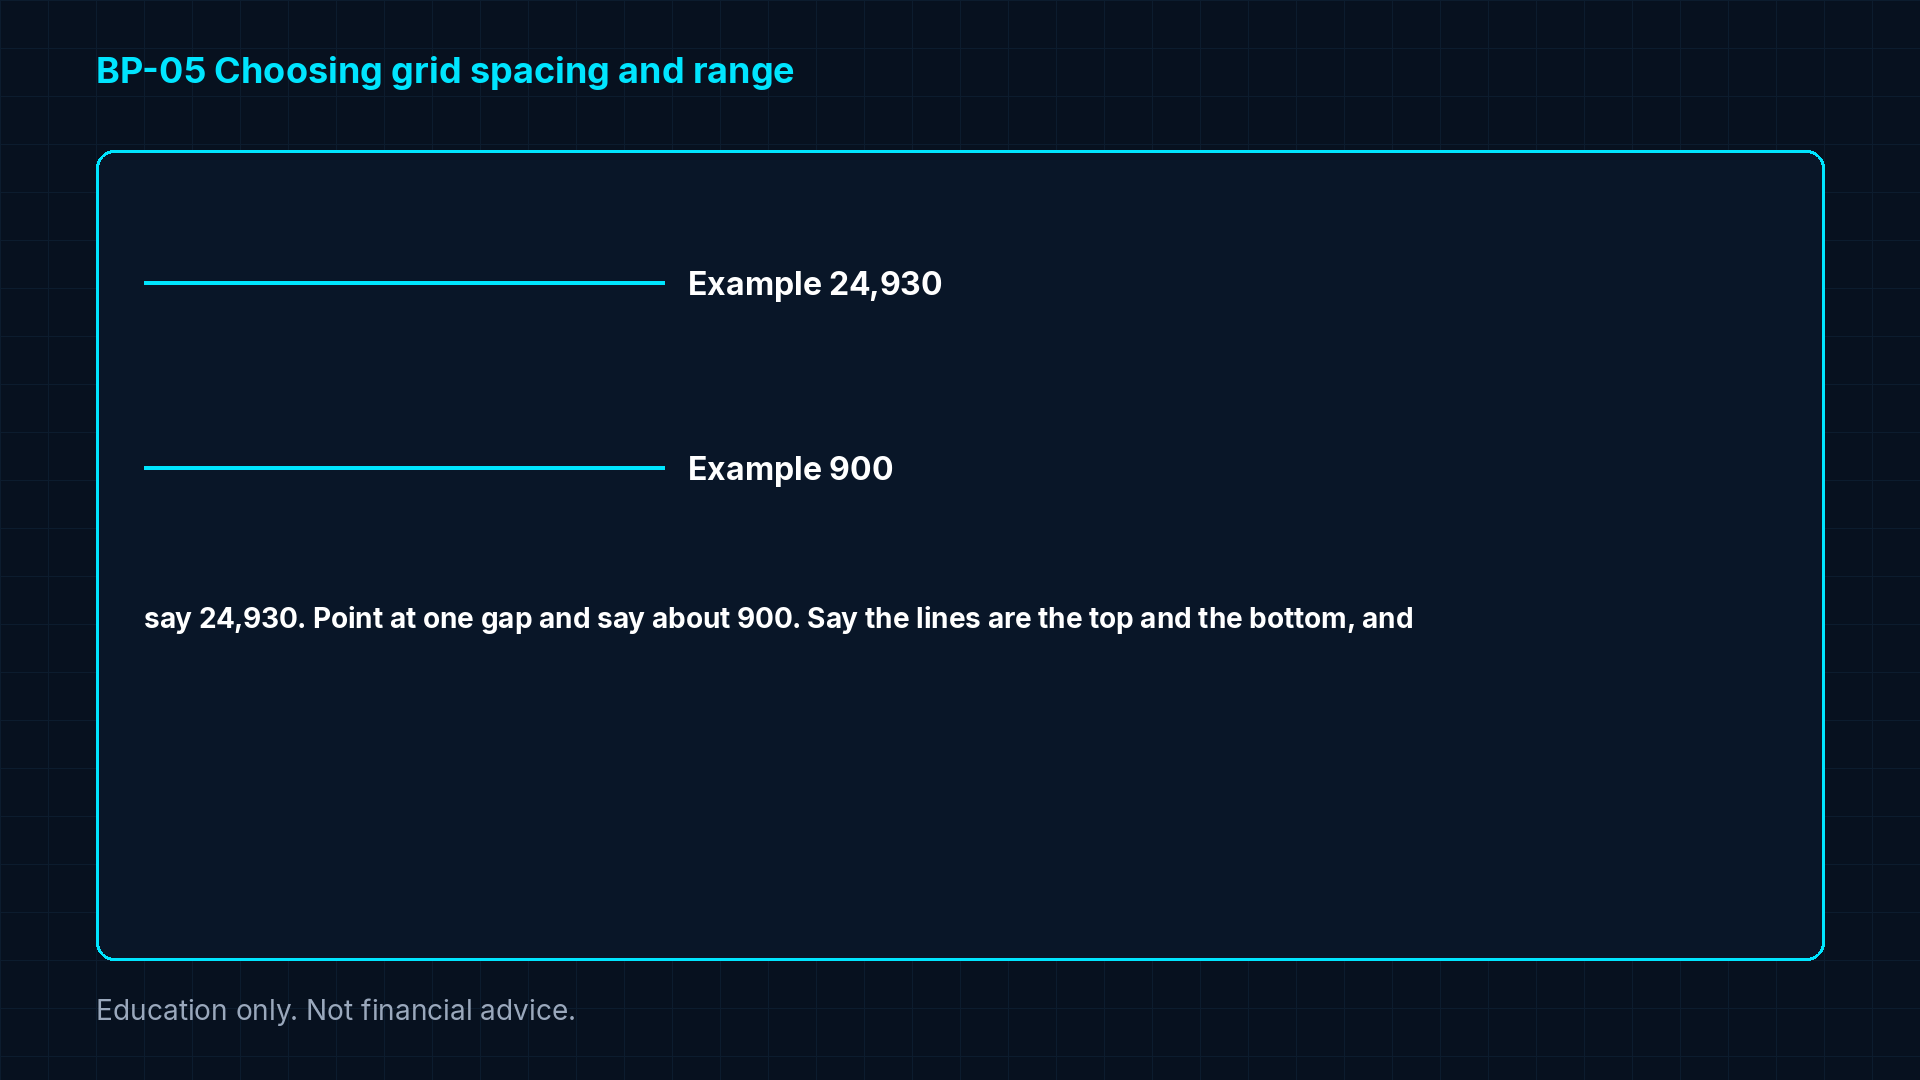 BP-05 Choosing grid spacing and range
Example 24,930
Example 900
say 24,930. Point at one gap and say about 900. Say the lines are the top and the bottom, and
Education only. Not financial advice.